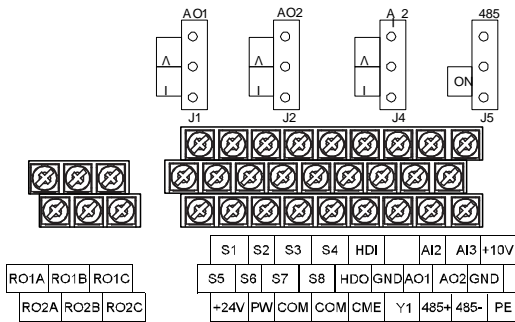 AO1 AO2 AI2 485
V V V
I I I ON
J1 J2 J4 J5
S1 S2 S3 S4 HDI AI2 AI3 +10V
RO1A RO1B RO1C S5 S6 S7 S8 HDO GND AO1 AO2 GND
RO2A RO2B RO2C +24V PW COM COM CME Y1 485+ 485- PE